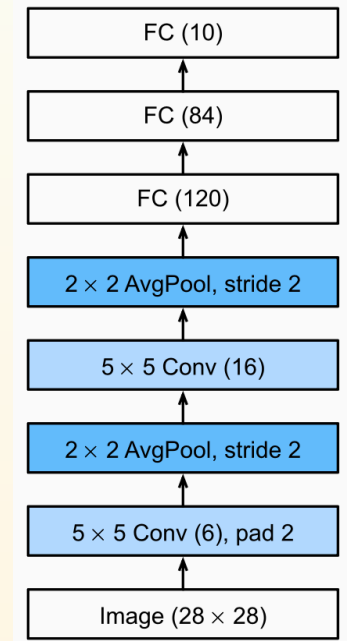 FC (10)
FC (84)
FC (120)
2 × 2 AvgPool, stride 2
5 × 5 Conv (16)
2 × 2 AvgPool, stride 2
5 × 5 Conv (6), pad 2
Image (28 × 28)